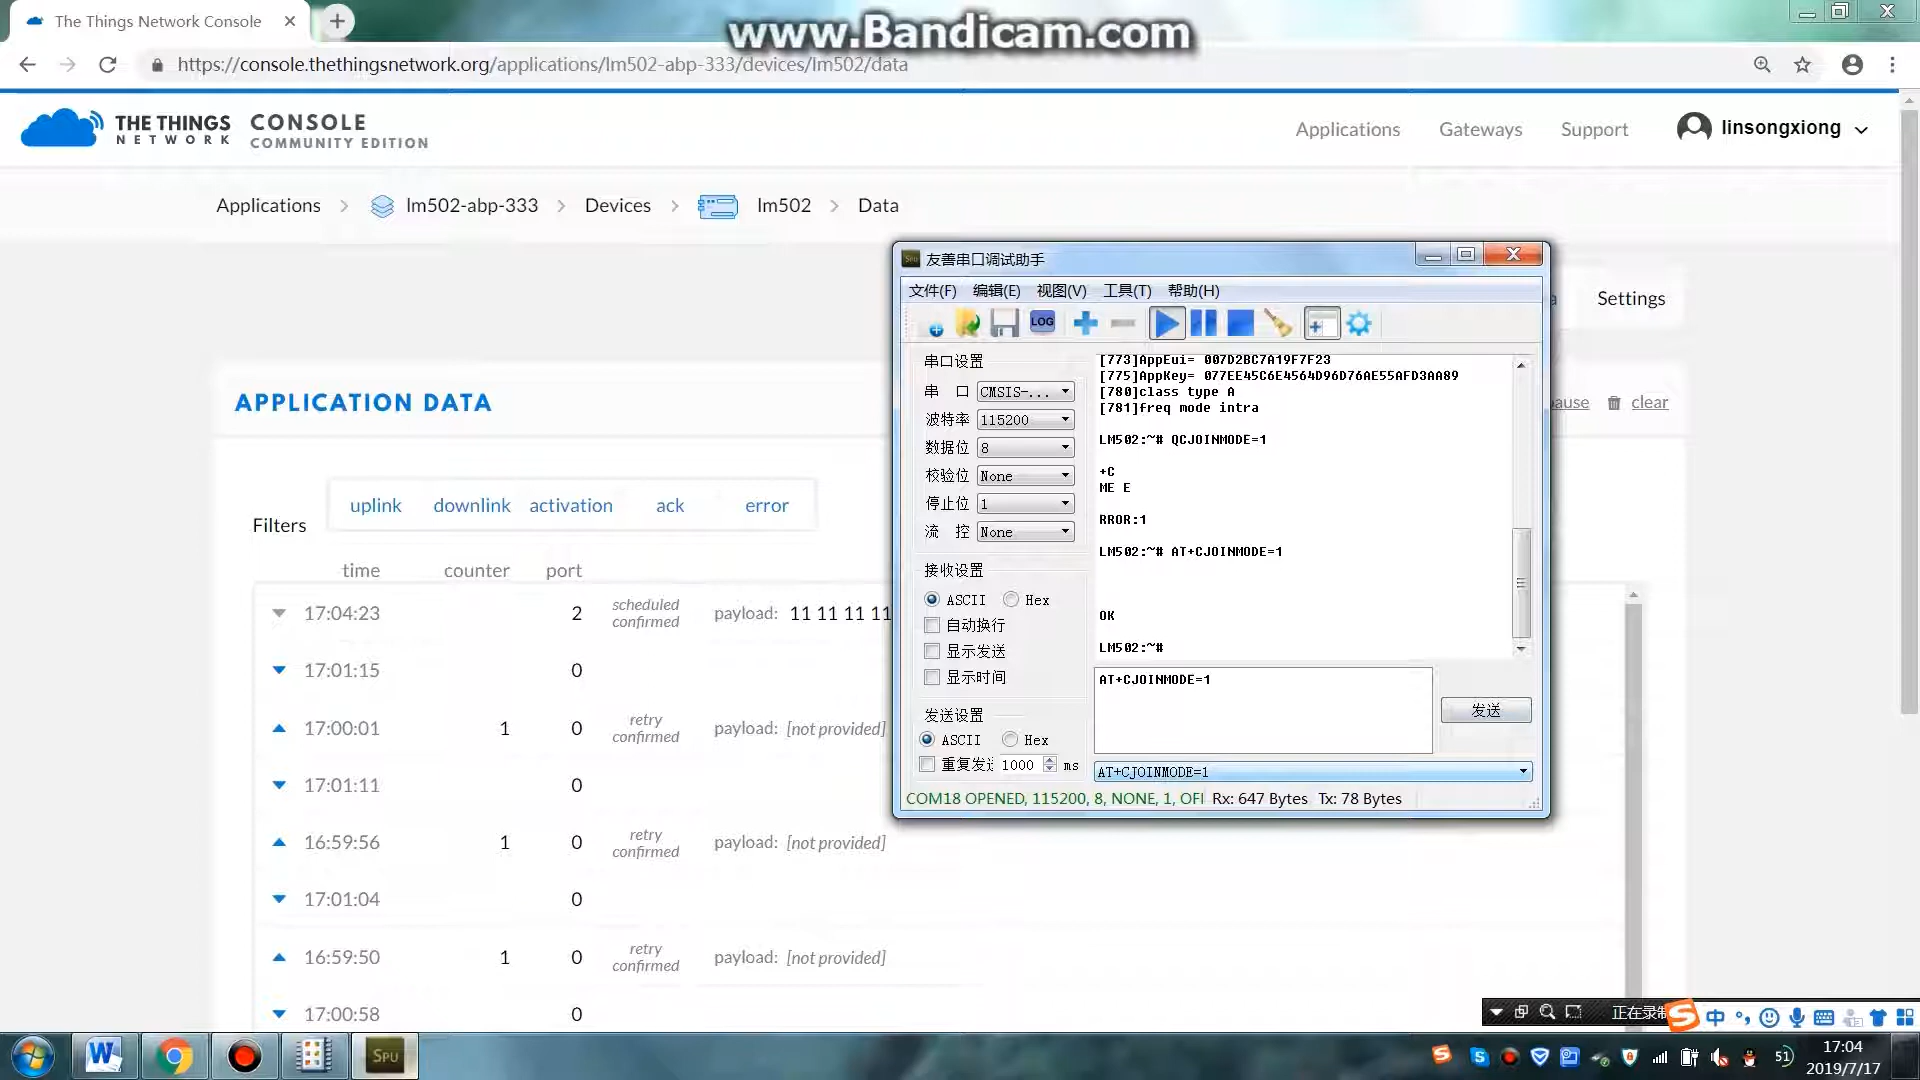 The Things Network Console
www.Bandicam.com
https://console.thethingsnetwork.org/applications/lm502-abp-333/devices/lm502/data
THE THINGS
NETWORK
CONSOLE
COMMUNITY EDITION
Applications
Gateways
Support
linsongxiong
Applications
lm502-abp-333
Devices
lm502
Data
Settings
APPLICATION DATA
clear
Filters
uplink
downlink
activation
ack
error
time
counter
port
17:04:23
2
scheduled
confirmed
payload: 11 11 11 11
17:01:15
0
17:00:01
1
0
retry
confirmed
payload: [not provided]
17:01:11
0
16:59:56
1
0
retry
confirmed
payload: [not provided]
17:01:04
0
16:59:50
1
0
retry
confirmed
payload: [not provided]
17:00:58
0
友善串口调试助手
文件(F)
编辑(E)
视图(V)
工具(T)
帮助(H)
LOG
串口设置
串 口 CMSIS-...
波特率 115200
数据位 8
校验位 None
停止位 1
流 控 None
接收设置
ASCII Hex
自动换行
显示发送
显示时间
发送设置
ASCII Hex
1000 ms
[773]AppEui= 007D2BC7A19F7F23
[775]AppKey= 077EE45C6E4564D96D76AE55AFD3AA89
[780]class type A
[781]freq mode intra
LM502:~# QCJOINMODE=1
+C
ME E
RROR:1
LM502:~# AT+CJOINMODE=1
OK
LM502:~#
AT+CJOINMODE=1
发送
AT+CJOINMODE=1
COM18 OPENED, 115200, 8, NONE, 1, OFF
Rx: 647 Bytes
Tx: 78 Bytes
正在录制
中
SPU
51
17:04
2019/7/17